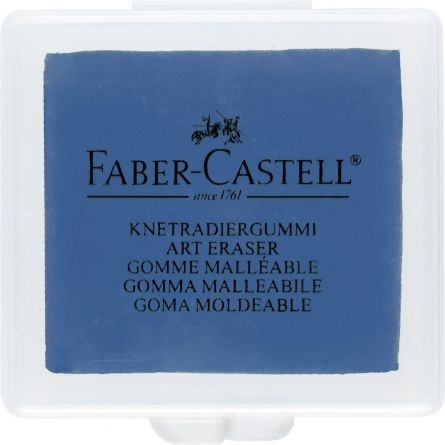 FABER-CASTELL®
since 1761
KNETRADIERGUMMI
ART ERASER
GOMME MALLÉABLE
GOMMA MALLEABILE
GOMA MOLDEABLE